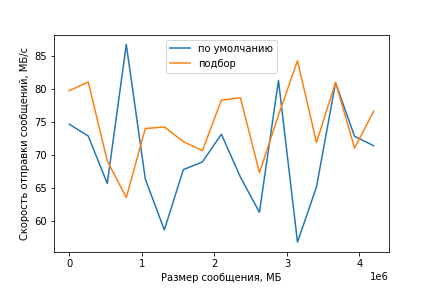 по умолчанию
подбор
85
80
75
70
65
60
Скорость отправки сообщений, МБ/с
0
1
2
3
4
1e6
Размер сообщения, МБ